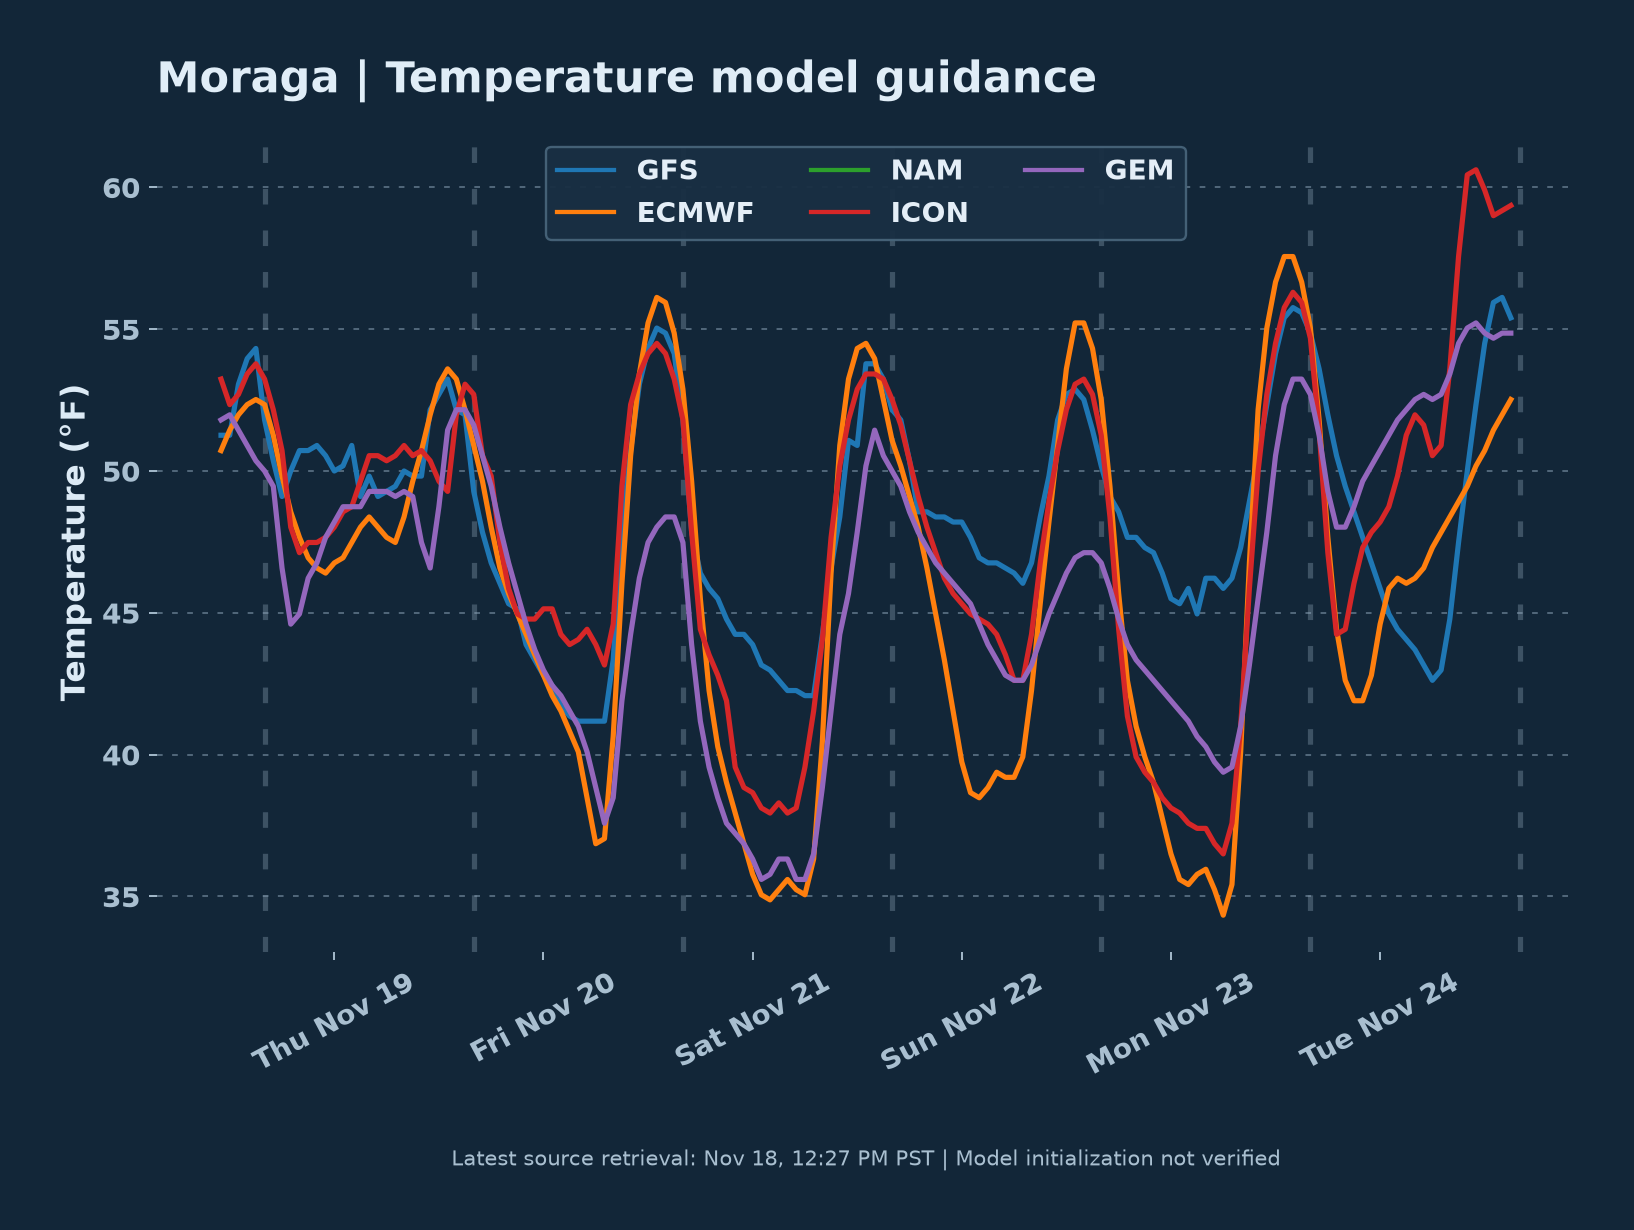 Moraga | Temperature model guidance
GFS
NAM
GEM
ECMWF
ICON
Temperature (°F)
60
55
50
45
40
35
Thu Nov 19
Fri Nov 20
Sat Nov 21
Sun Nov 22
Mon Nov 23
Tue Nov 24
Latest source retrieval: Nov 18, 12:27 PM PST | Model initialization not verified